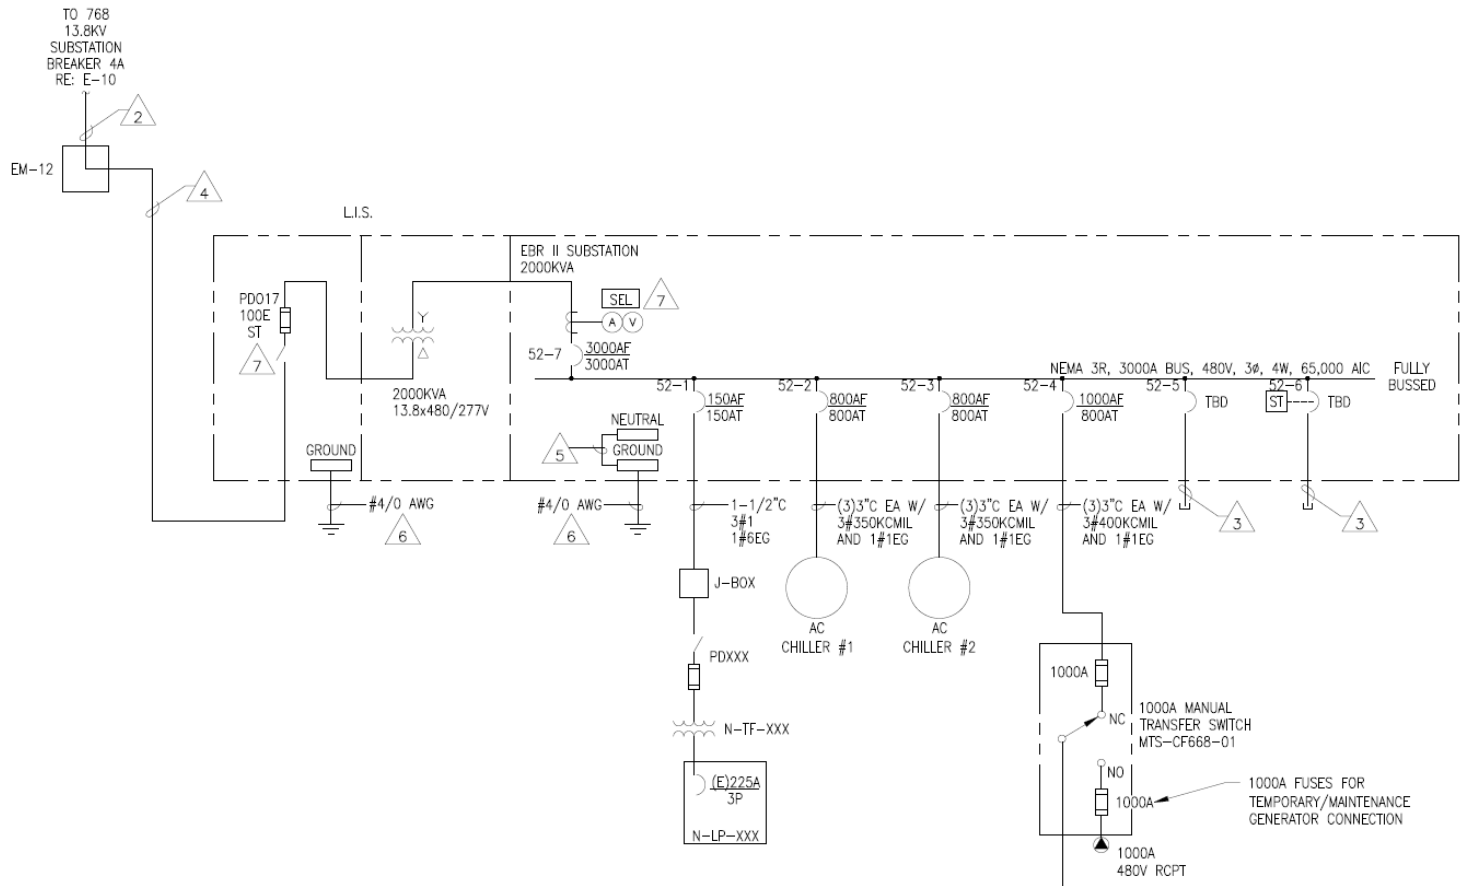 TO 768
13.8KV
SUBSTATION
BREAKER 4A
RE: E-10
2
EM-12
4
L.I.S.
EBR II SUBSTATION
2000KVA
PD017
100E
ST
7
Y
Δ
2000KVA
13.8x480/277V
SEL
7
A
V
52-7
3000AF
3000AT
NEMA 3R, 3000A BUS, 480V, 3ø, 4W, 65,000 AIC
FULLY
BUSSED
52-1
150AF
150AT
52-2
800AF
800AT
52-3
800AF
800AT
52-4
1000AF
800AT
52-5
TBD
52-6
ST
TBD
GROUND
NEUTRAL
GROUND
5
#4/0 AWG
6
#4/0 AWG
6
1-1/2"C
3#1
1#6EG
(3)3"C EA W/
3#350KCMIL
AND 1#1EG
(3)3"C EA W/
3#350KCMIL
AND 1#1EG
(3)3"C EA W/
3#400KCMIL
AND 1#1EG
3
3
J-BOX
PDXXX
N-TF-XXX
(E)225A
3P
N-LP-XXX
AC
CHILLER #1
AC
CHILLER #2
1000A
NC
1000A MANUAL
TRANSFER SWITCH
MTS-CF668-01
NO
1000A
1000A FUSES FOR
TEMPORARY/MAINTENANCE
GENERATOR CONNECTION
1000A
480V RCPT